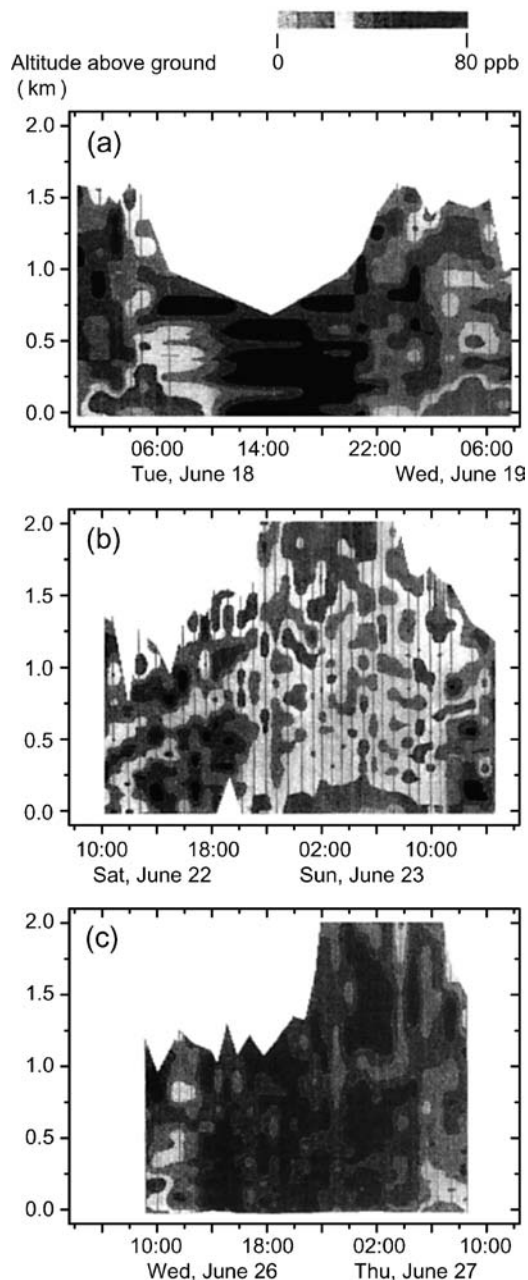 0 80 ppb
Altitude above ground
( km )
2.0
(a)
1.5
1.0
0.5
0.0
06:00 14:00 22:00 06:00
Tue, June 18 Wed, June 19
2.0
(b)
1.5
1.0
0.5
0.0
10:00 18:00 02:00 10:00
Sat, June 22 Sun, June 23
2.0
(c)
1.5
1.0
0.5
0.0
10:00 18:00 02:00 10:00
Wed, June 26 Thu, June 27